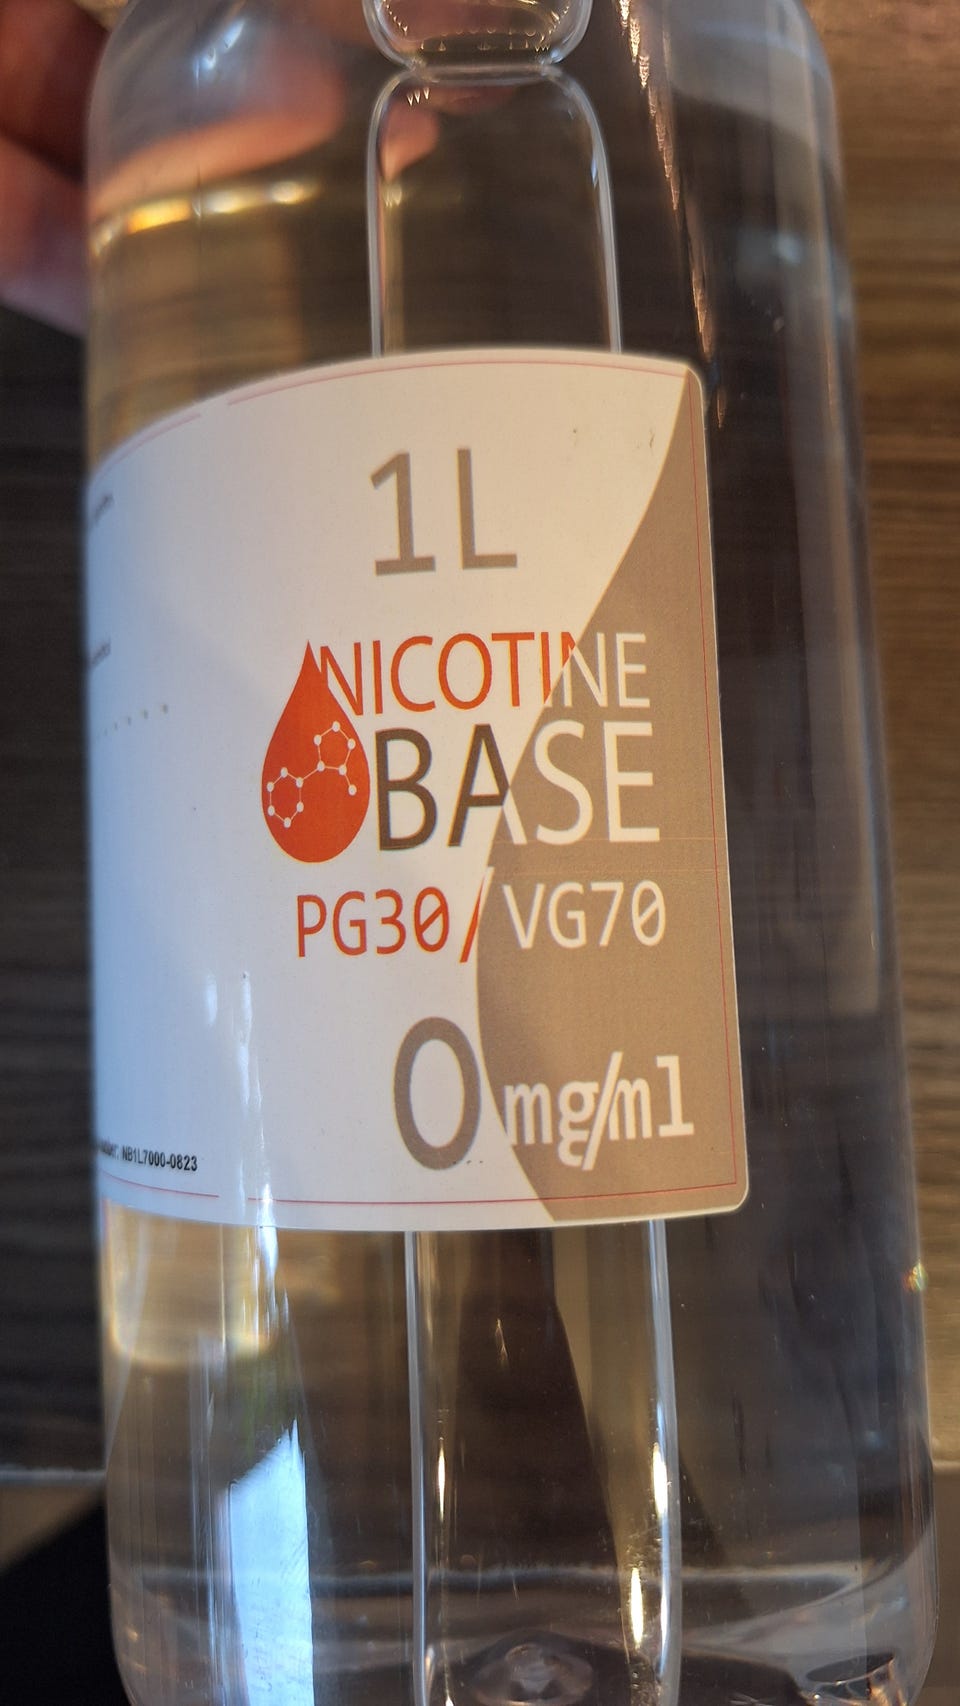 1L
NICOTINE
BASE
PG30/VG70
0 mg/ml
NB1L7000-0823